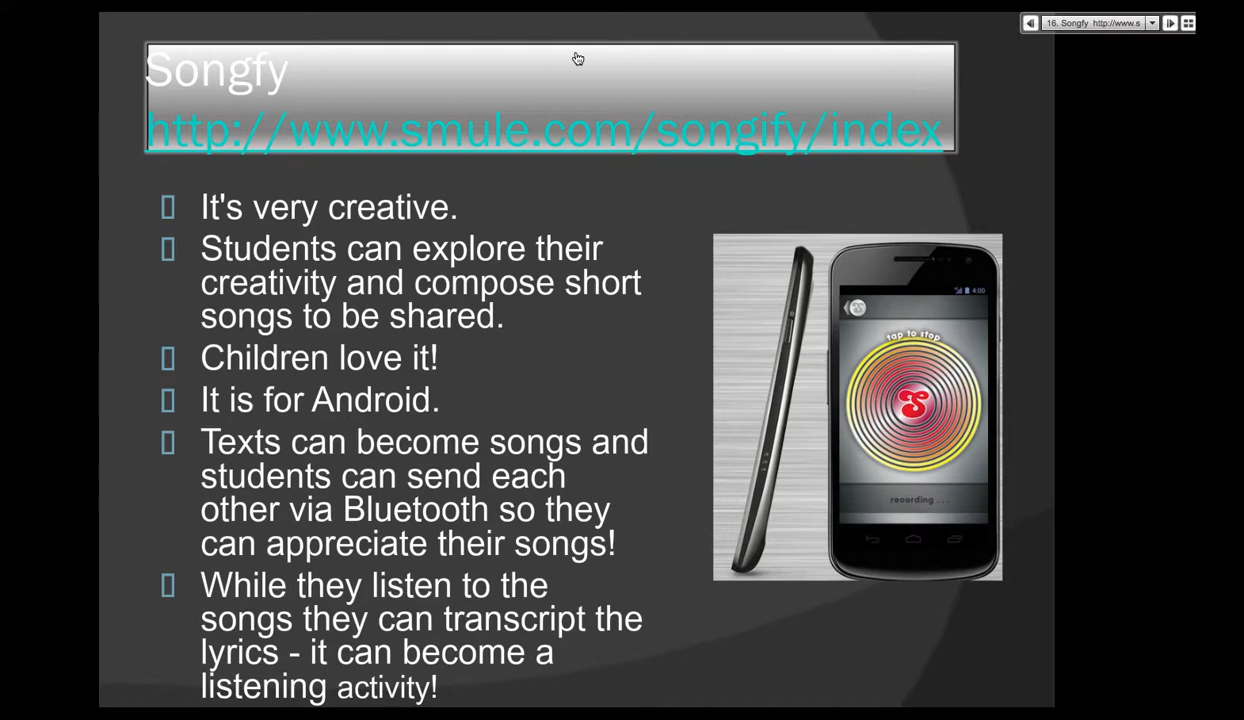 16. Songfy http://www.s
Songfy
http://www.smule.com/songify/index
It's very creative.
Students can explore their
creativity and compose short
songs to be shared.
Children love it!
It is for Android.
Texts can become songs and
students can send each
other via Bluetooth so they
can appreciate their songs!
While they listen to the
songs they can transcript the
lyrics - it can become a
listening activity!
4:00
tap to stop
S
recording ...